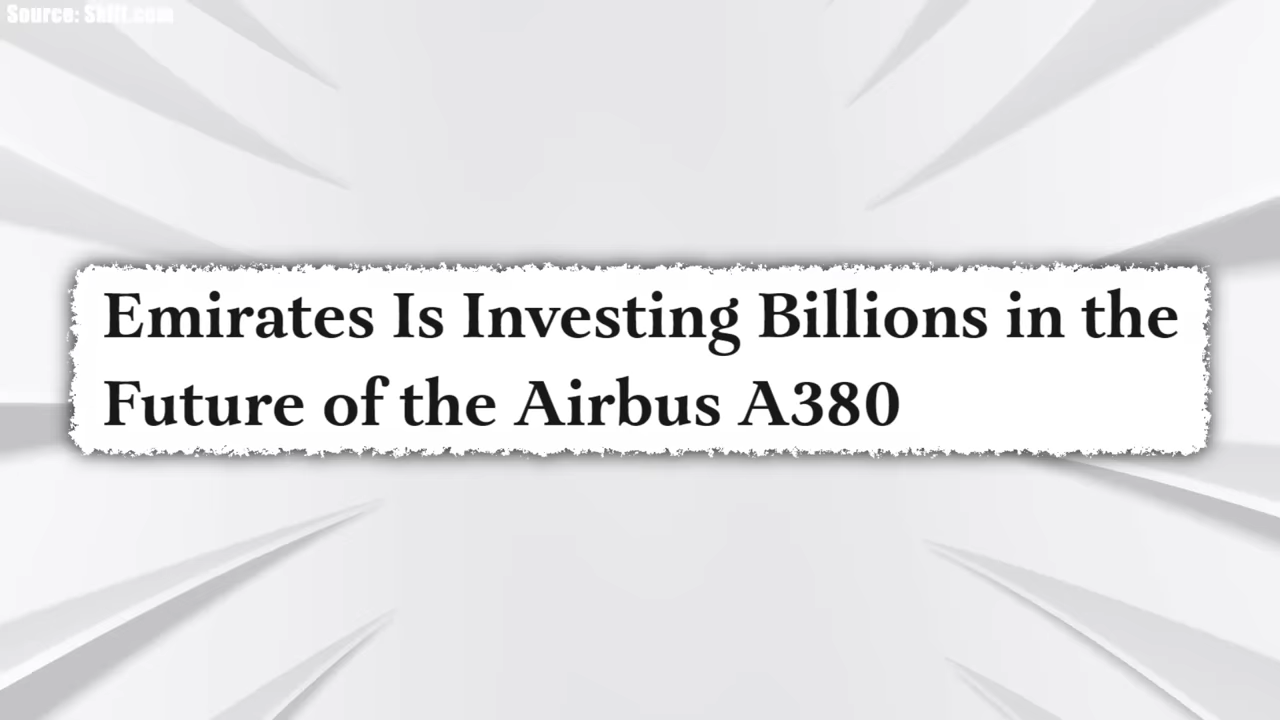 Source: Skift.com
Emirates Is Investing Billions in the
Future of the Airbus A380